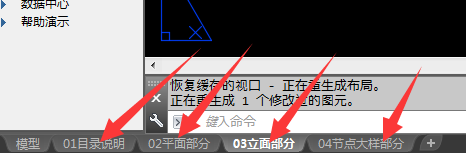 数据中心
帮助演示
恢复缓存的视口 - 正在重生成布局。
正在重生成 1 个修改过的图元。
键入命令
模型 01目录说明 02平面部分 03立面部分 04节点大样部分 +